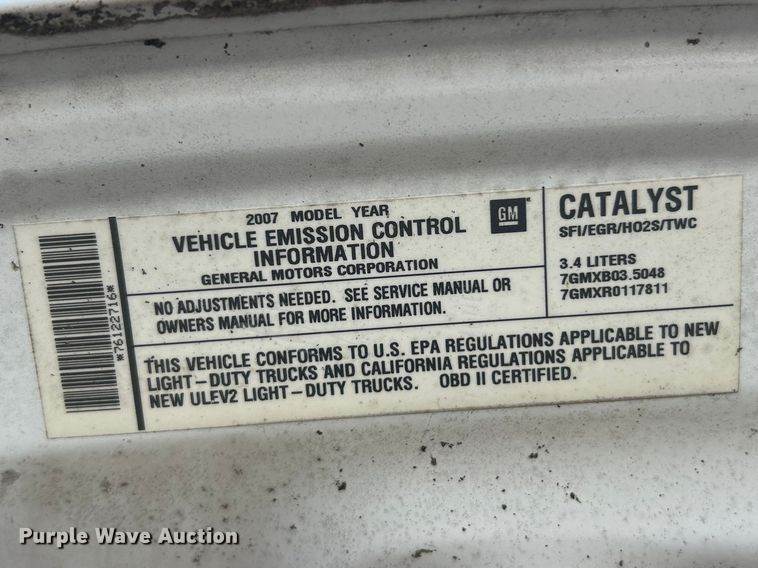 *76122716*
2007 MODEL YEAR
VEHICLE EMISSION CONTROL
INFORMATION
GENERAL MOTORS CORPORATION
GM
CATALYST
SFI/EGR/HO2S/TWC
3.4 LITERS
7GMXB03.5048
7GMXR0117811
NO ADJUSTMENTS NEEDED. SEE SERVICE MANUAL OR
OWNERS MANUAL FOR MORE INFORMATION.
THIS VEHICLE CONFORMS TO U.S. EPA REGULATIONS APPLICABLE TO NEW
LIGHT-DUTY TRUCKS AND CALIFORNIA REGULATIONS APPLICABLE TO
NEW ULEV2 LIGHT-DUTY TRUCKS. OBD II CERTIFIED.
Purple Wave Auction